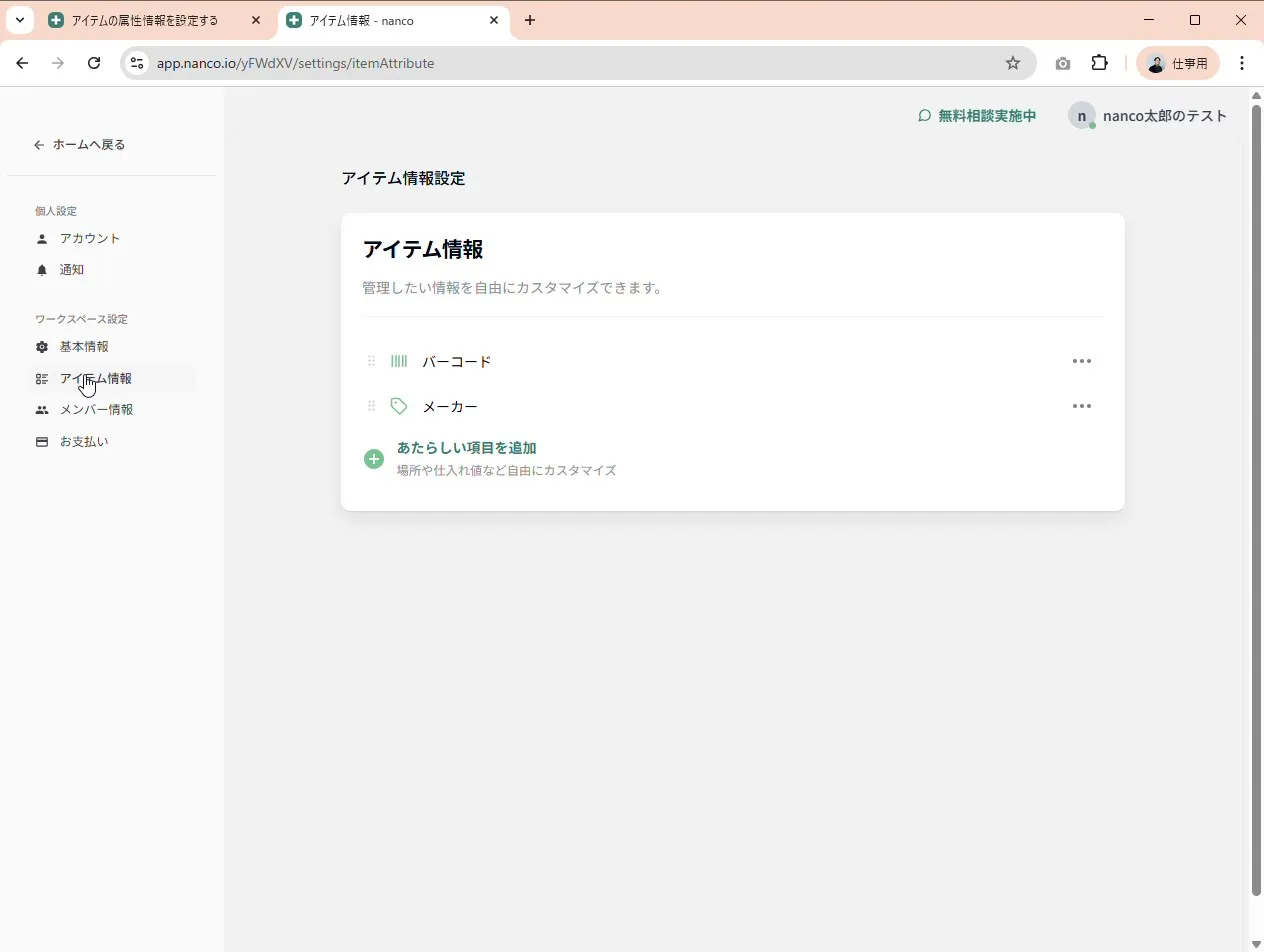 アイテムの属性情報を設定する
アイテム情報 - nanco
app.nanco.io/yFWdXV/settings/itemAttribute
仕事用
無料相談実施中
n
nanco太郎のテスト
ホームへ戻る
個人設定
アカウント
通知
ワークスペース設定
基本情報
アイテム情報
メンバー情報
お支払い
アイテム情報設定
アイテム情報
管理したい情報を自由にカスタマイズできます。
バーコード
メーカー
あたらしい項目を追加
場所や仕入れ値など自由にカスタマイズ